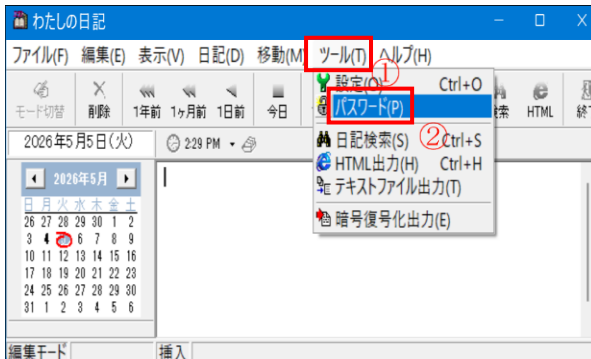 わたしの日記
ファイル(F) 編集(E) 表示(V) 日記(D) 移動(M) ツール(T) ヘルプ(H)
①
モード切替 削除 1年前 1ヶ月前 1日前 今日 HTML
設定(O) Ctrl+O
パスワード(P)
②
日記検索(S) Ctrl+S
HTML出力(H) Ctrl+H
テキストファイル出力(T)
暗号復号化出力(E)
2026年5月5日(火) 2:29 PM
2026年5月
日 月 火 水 木 金 土
26 27 28 29 30 1 2
3 4 6 7 8 9
10 11 12 13 14 15 16
17 18 19 20 21 22 23
24 25 26 27 28 29 30
31 1 2 3 4 5 6
編集モード 挿入